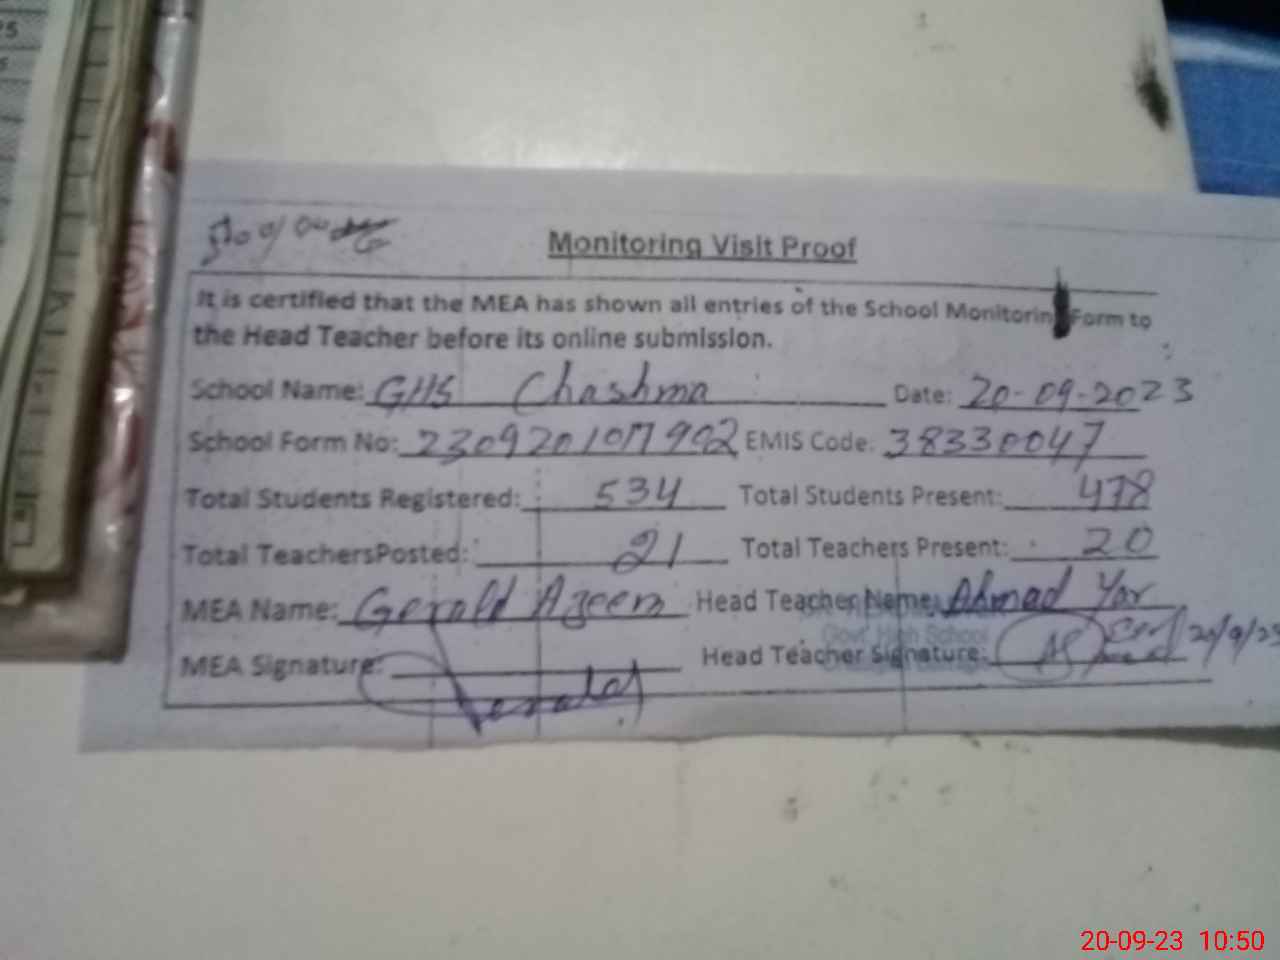 Monitoring Visit Proof
It is certified that the MEA has shown all entries of the School Monitoring Form to
the Head Teacher before its online submission.
School Name: GHS Chashma Date: 20-09-2023
School Form No: EMIS Code: 38330047
Total Students Registered: 534 Total Students Present: 478
Total TeachersPosted: 21 Total Teachers Present: 20
MEA Name: Gerald Azeem Head Teacher Name: Ahmad Yar
Govt High School
MEA Signature: Gerald Head Teacher Signature: 20/9/23
20-09-23 10:50